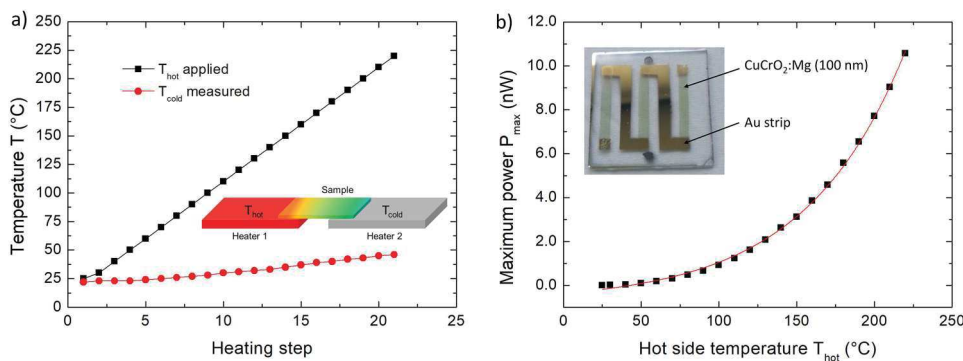 a)
250
225
200
175
150
125
100
75
50
25
0
Temperature T (°C)
T_hot applied
T_cold measured
Sample
T_hot
T_cold
Heater 1
Heater 2
0 5 10 15 20 25
Heating step
b)
12.0
10.0
8.0
6.0
4.0
2.0
0.0
Maximum power P_max (nW)
CuCrO₂:Mg (100 nm)
Au strip
0 50 100 150 200 250
Hot side temperature T_hot (°C)